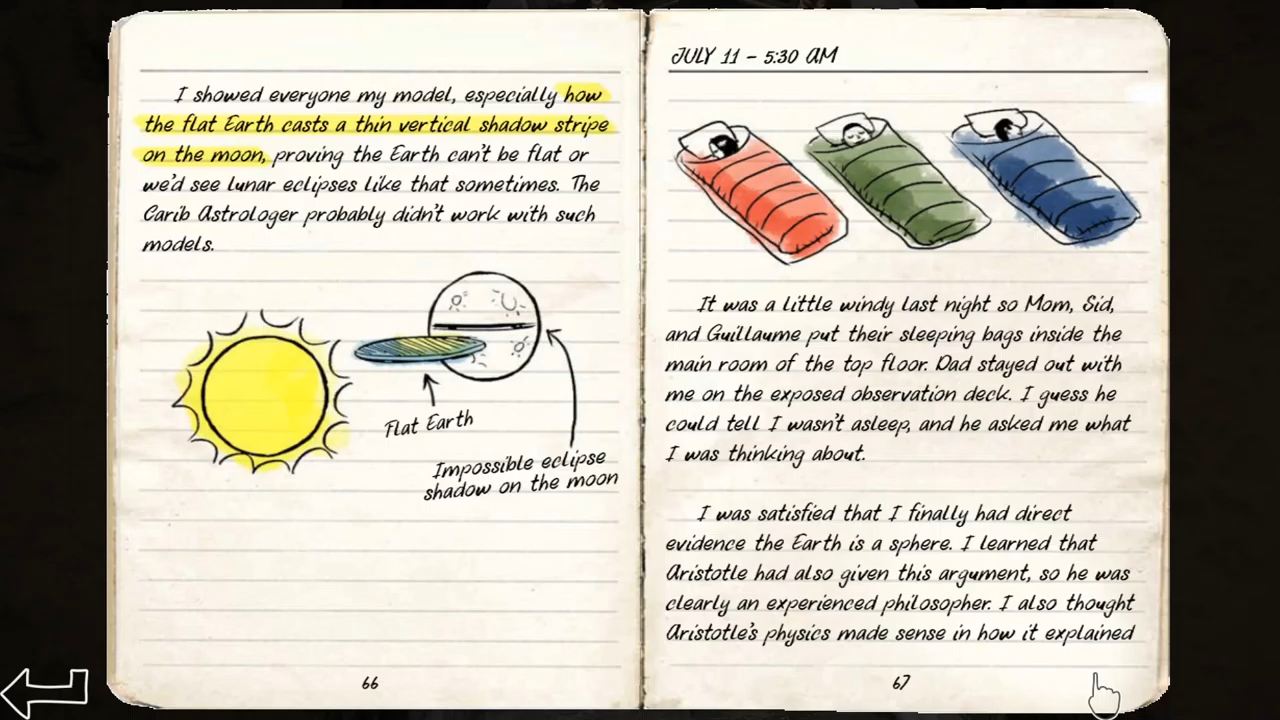 I showed everyone my model, especially how
the flat Earth casts a thin vertical shadow stripe
on the moon, proving the Earth can't be flat or
we'd see lunar eclipses like that sometimes. The
Carib Astrologer probably didn't work with such
models.
Flat Earth
Impossible eclipse
shadow on the moon
66
JULY 11 – 5:30 AM
It was a little windy last night so Mom, Sid,
and Guillaume put their sleeping bags inside the
main room of the top floor. Dad stayed out with
me on the exposed observation deck. I guess he
could tell I wasn't asleep, and he asked me what
I was thinking about.
I was satisfied that I finally had direct
evidence the Earth is a sphere. I learned that
Aristotle had also given this argument, so he was
clearly an experienced philosopher. I also thought
Aristotle's physics made sense in how it explained
67